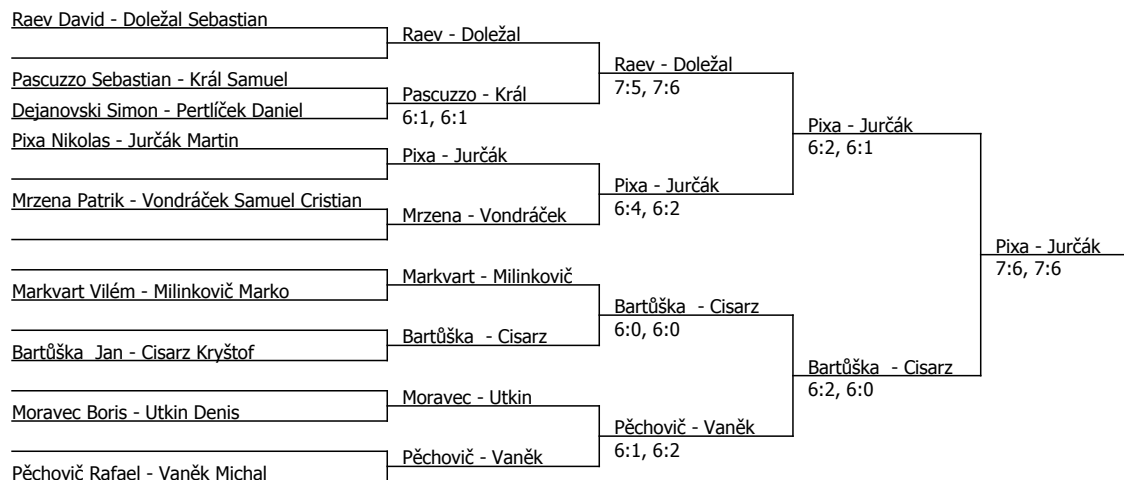 Raev David - Doležal Sebastian
Raev - Doležal
Raev - Doležal
7:5, 7:6
Pascuzzo Sebastian - Král Samuel
Pascuzzo - Král
6:1, 6:1
Dejanovski Simon - Pertlíček Daniel
Pixa - Jurčák
6:2, 6:1
Pixa Nikolas - Jurčák Martin
Pixa - Jurčák
Pixa - Jurčák
6:4, 6:2
Mrzena Patrik - Vondráček Samuel Cristian
Mrzena - Vondráček
Pixa - Jurčák
7:6, 7:6
Markvart - Milinkovič
Markvart Vilém - Milinkovič Marko
Bartůška  - Cisarz
6:0, 6:0
Bartůška  - Cisarz
Bartůška  Jan - Cisarz Kryštof
Bartůška  - Cisarz
6:2, 6:0
Moravec - Utkin
Moravec Boris - Utkin Denis
Pěchovič - Vaněk
6:1, 6:2
Pěchovič - Vaněk
Pěchovič Rafael - Vaněk Michal